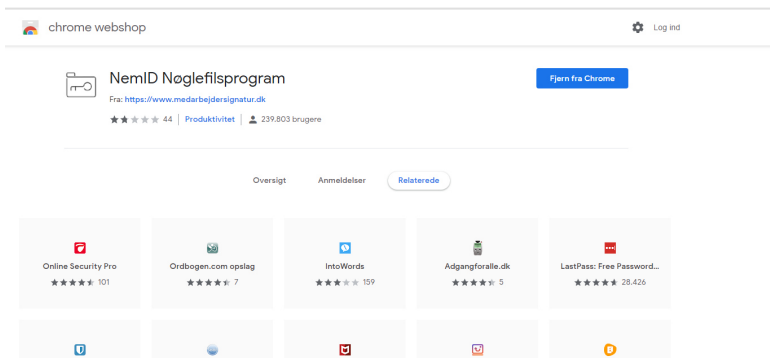 chrome webshop
Log ind
NemID Nøglefilsprogram
Fjern fra Chrome
Fra: https://www.medarbejdersignatur.dk
44 | Produktivitet | 239.803 brugere
Oversigt Anmeldelser Relaterede
Online Security Pro Ordbogen.com opslag IntoWords Adgangforalle.dk LastPass: Free Password...
101 7 159 5 28.426